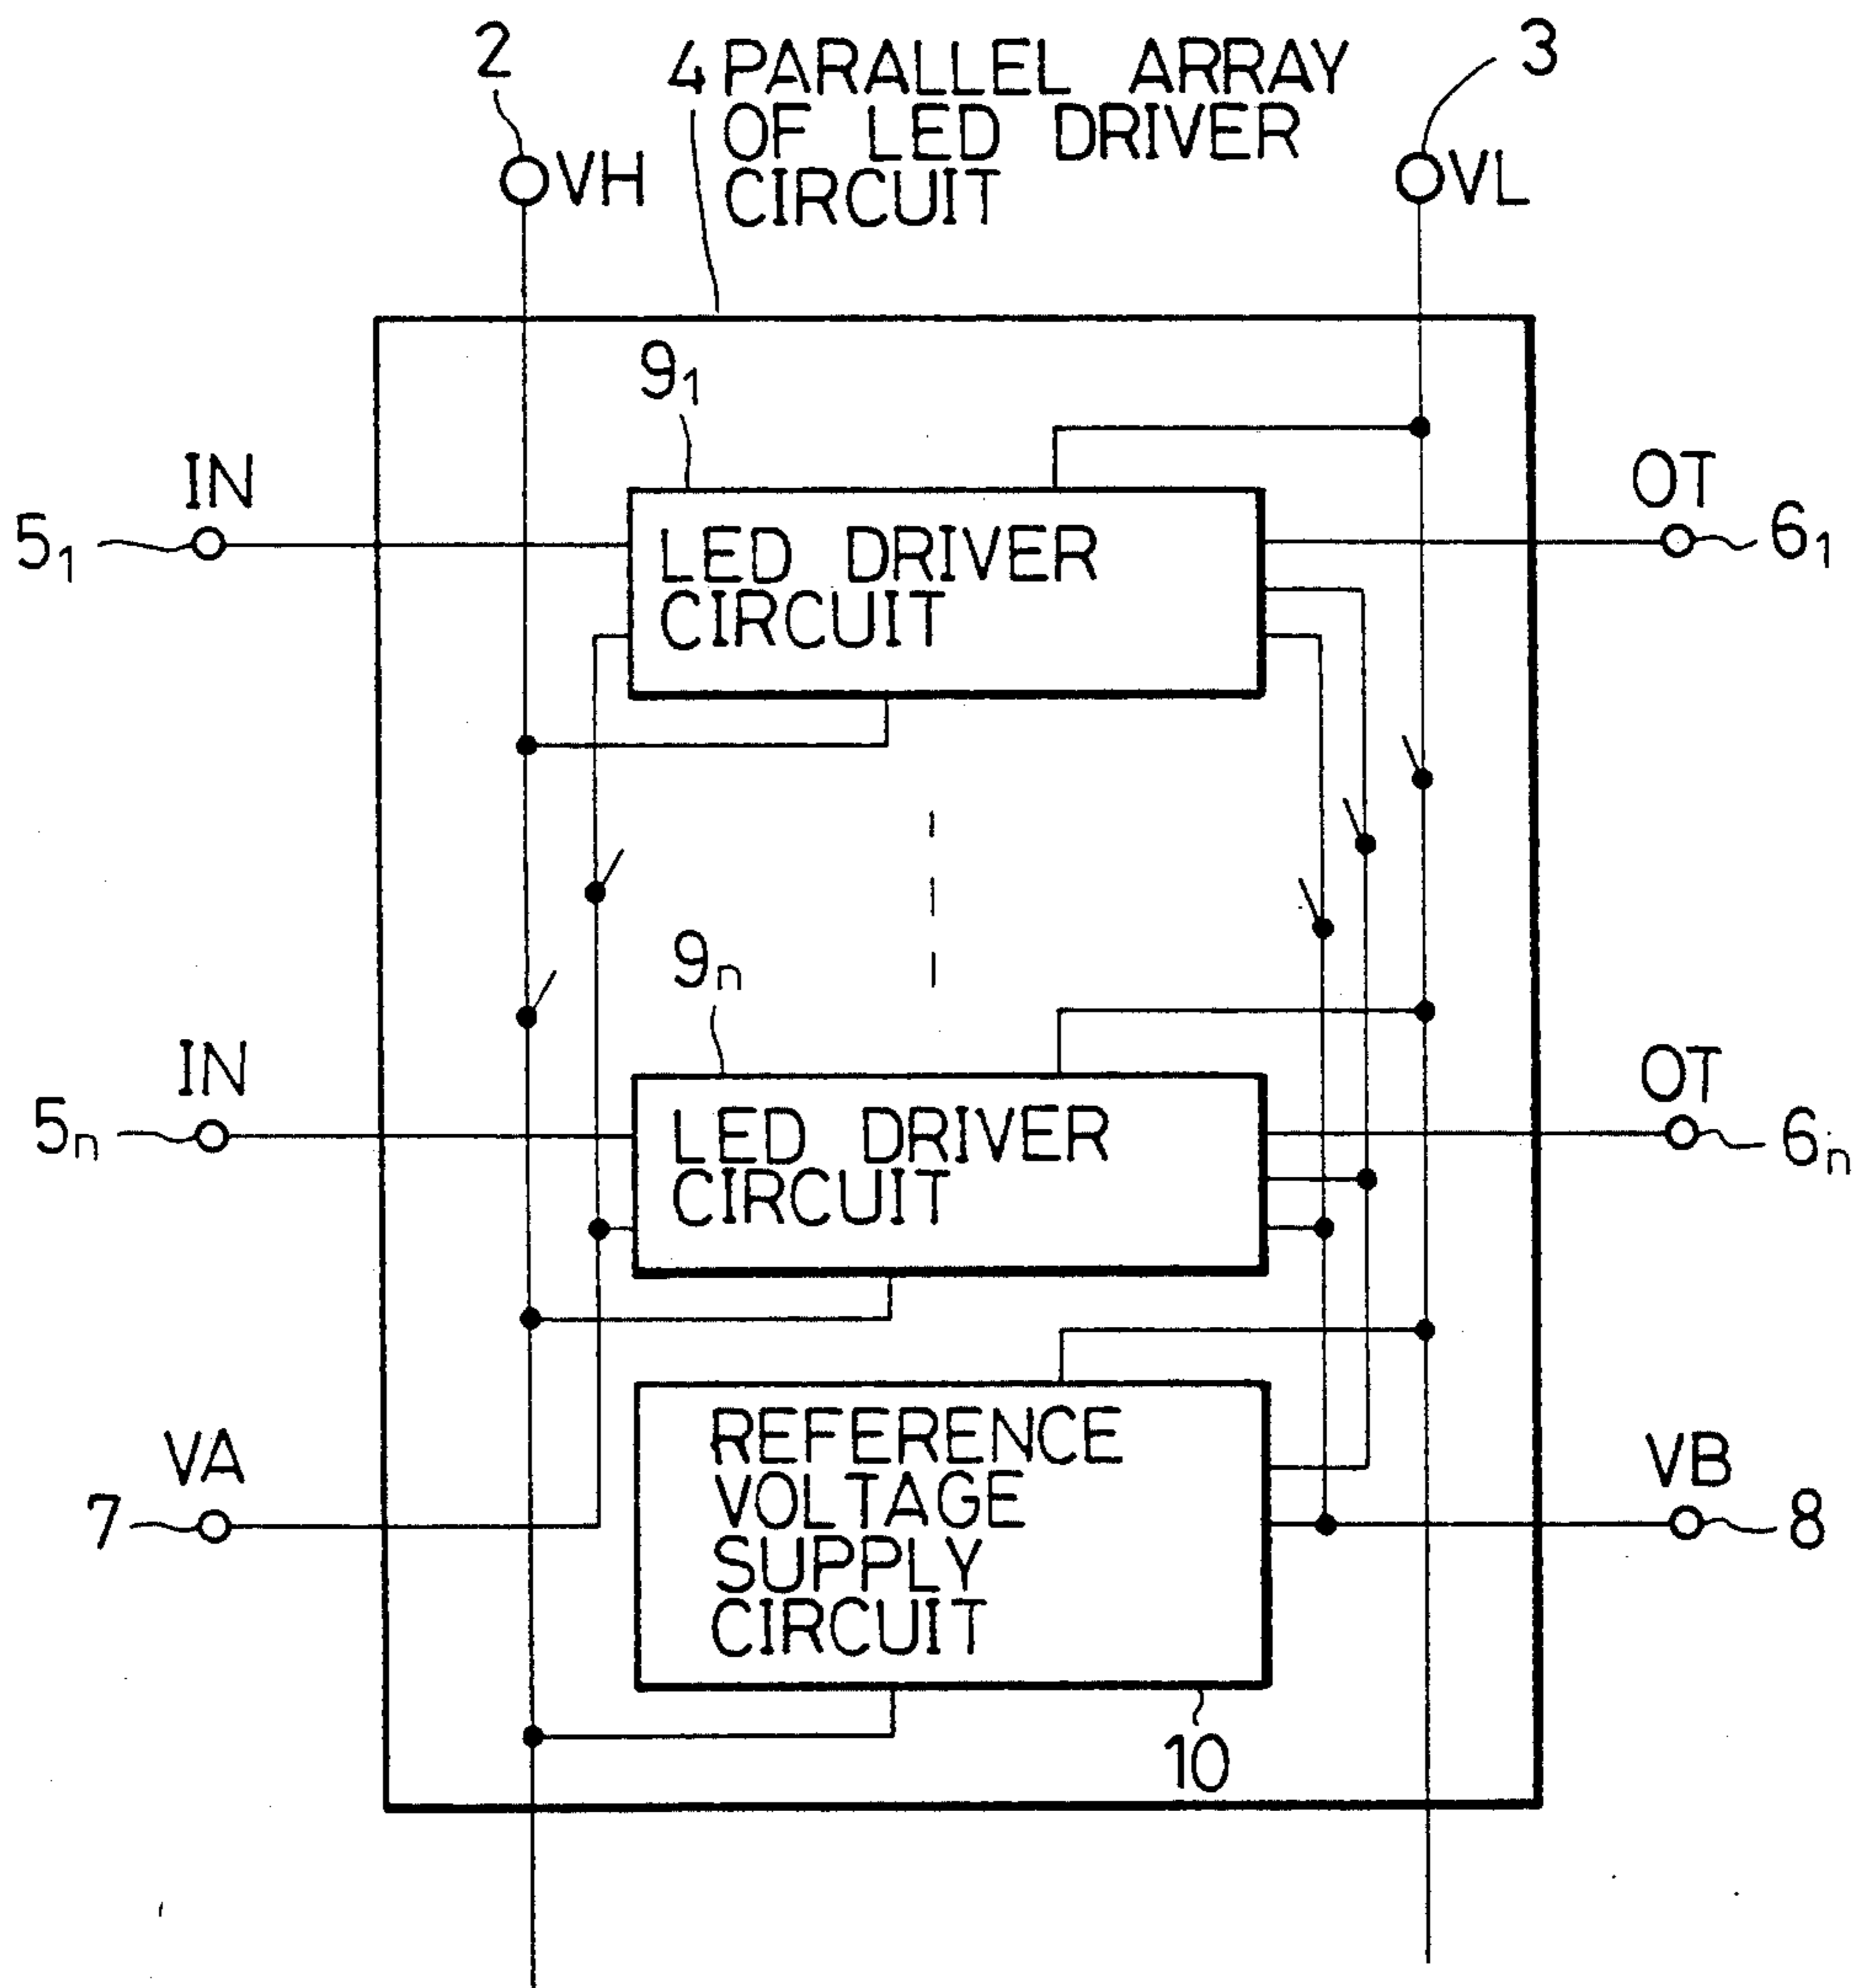 2
4 PARALLEL ARRAY
OF LED DRIVER
CIRCUIT
3
VH
VL
9₁
IN
OT
5₁
LED DRIVER
CIRCUIT
6₁
9ₙ
IN
OT
5ₙ
LED DRIVER
CIRCUIT
6ₙ
VA
REFERENCE
VOLTAGE
SUPPLY
CIRCUIT
VB
7
8
10